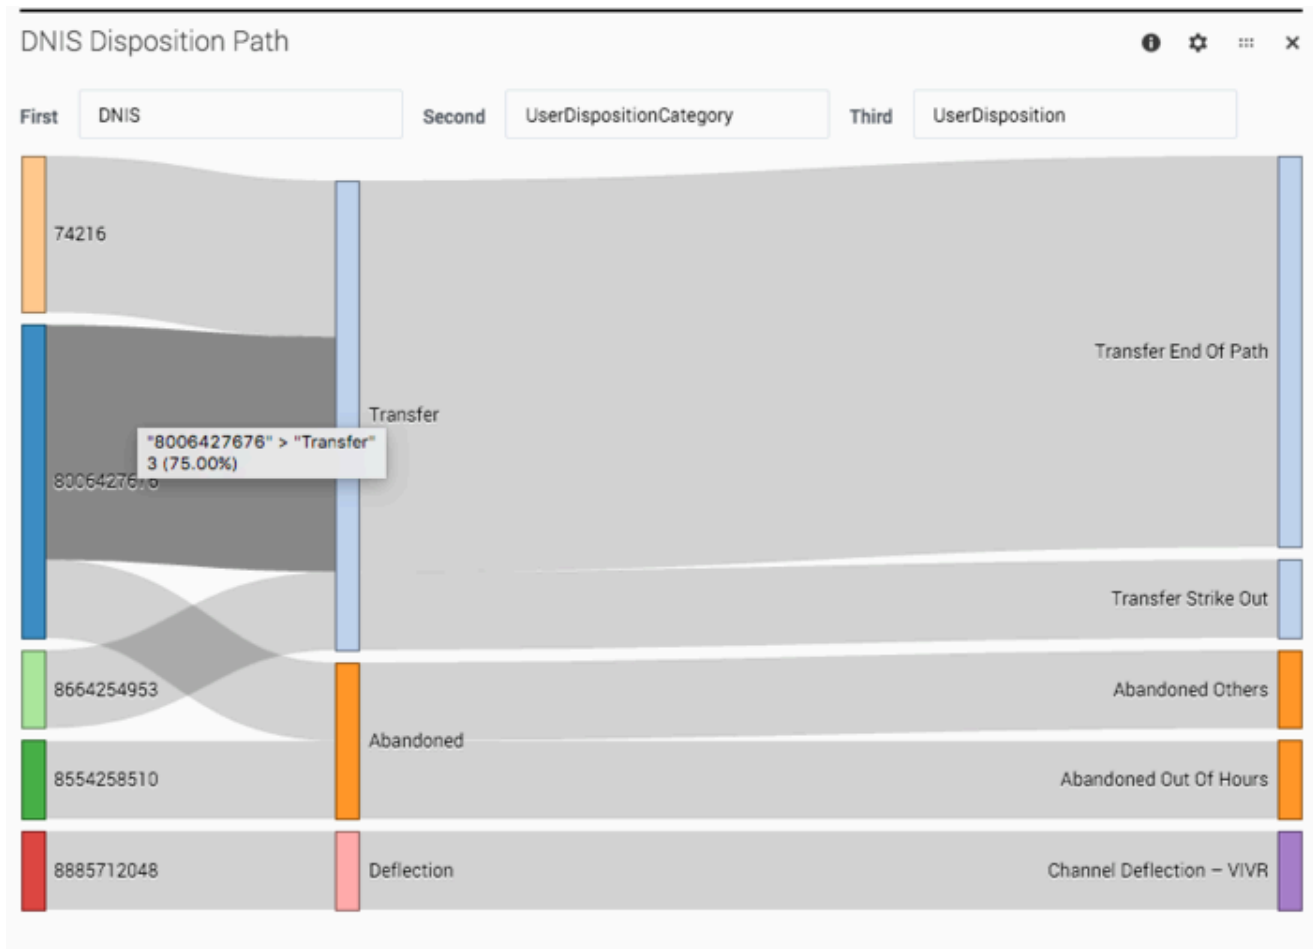 DNIS Disposition Path
First DNIS Second UserDispositionCategory Third UserDisposition
74216
Transfer End Of Path
Transfer
"8006427676" > "Transfer"
3 (75.00%)
8006427676
Transfer Strike Out
8664254953
Abandoned Others
Abandoned
8554258510
Abandoned Out Of Hours
8885712048
Deflection
Channel Deflection – VIVR